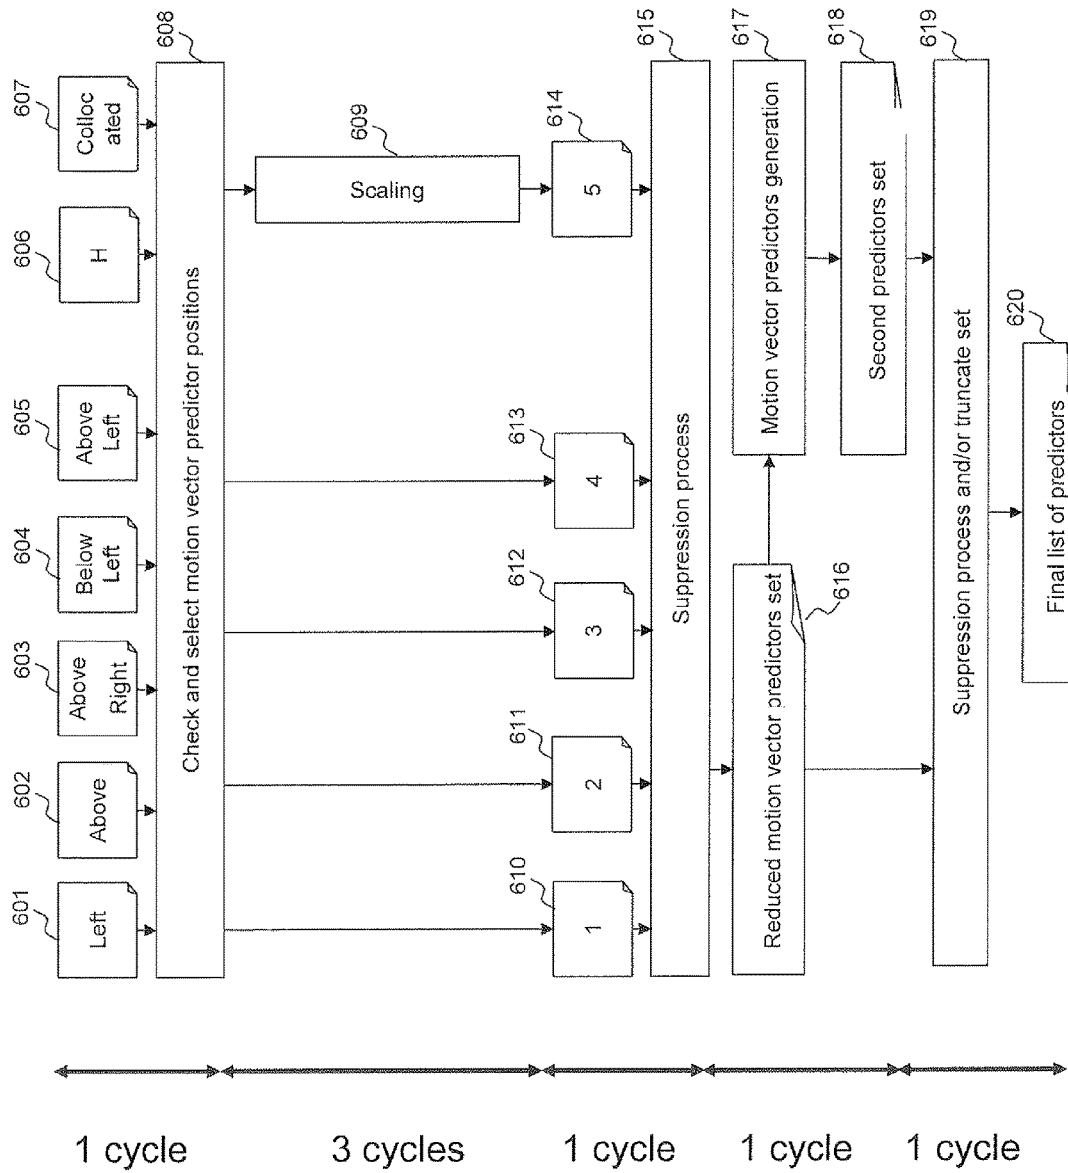 601
602
603
604
605
606
607
Left
Above
Above
Right
Below
Left
Above
Left
H
Colloc
ated
Check and select motion vector predictor positions
608
Scaling
609
610
611
612
613
614
1
2
3
4
5
Suppression process
615
Reduced motion vector predictors set
616
Motion vector predictors generation
617
Second predictors set
618
Suppression process and/or truncate set
619
Final list of predictors
620
1 cycle
3 cycles
1 cycle
1 cycle
1 cycle